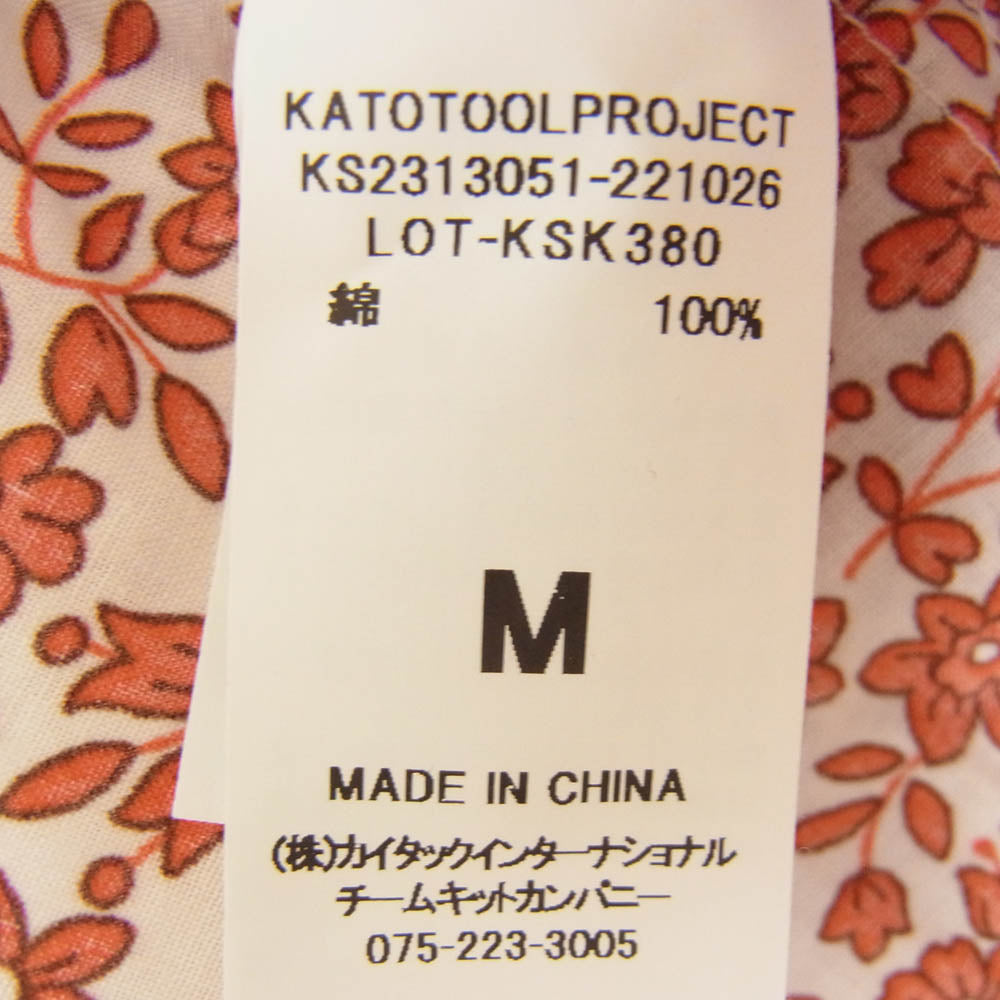 KATOTOOLPROJECT
KS2313051-221026
LOT-KSK380
綿 100%
M
MADE IN CHINA
(株)カイタックインターナショナル
チームキットカンパニー
075-223-3005